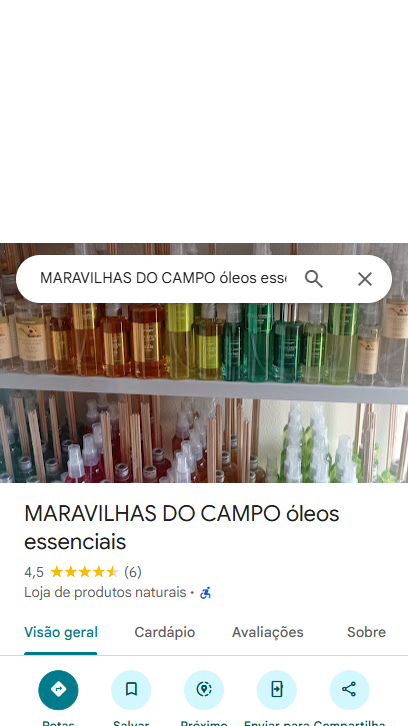 MARAVILHAS DO CAMPO óleos esse
MARAVILHAS DO CAMPO óleos
essenciais
4,5 (6)
Loja de produtos naturais •
Visão geral Cardápio Avaliações Sobre
Rotas Salvar Próximo Enviar para Compartilha